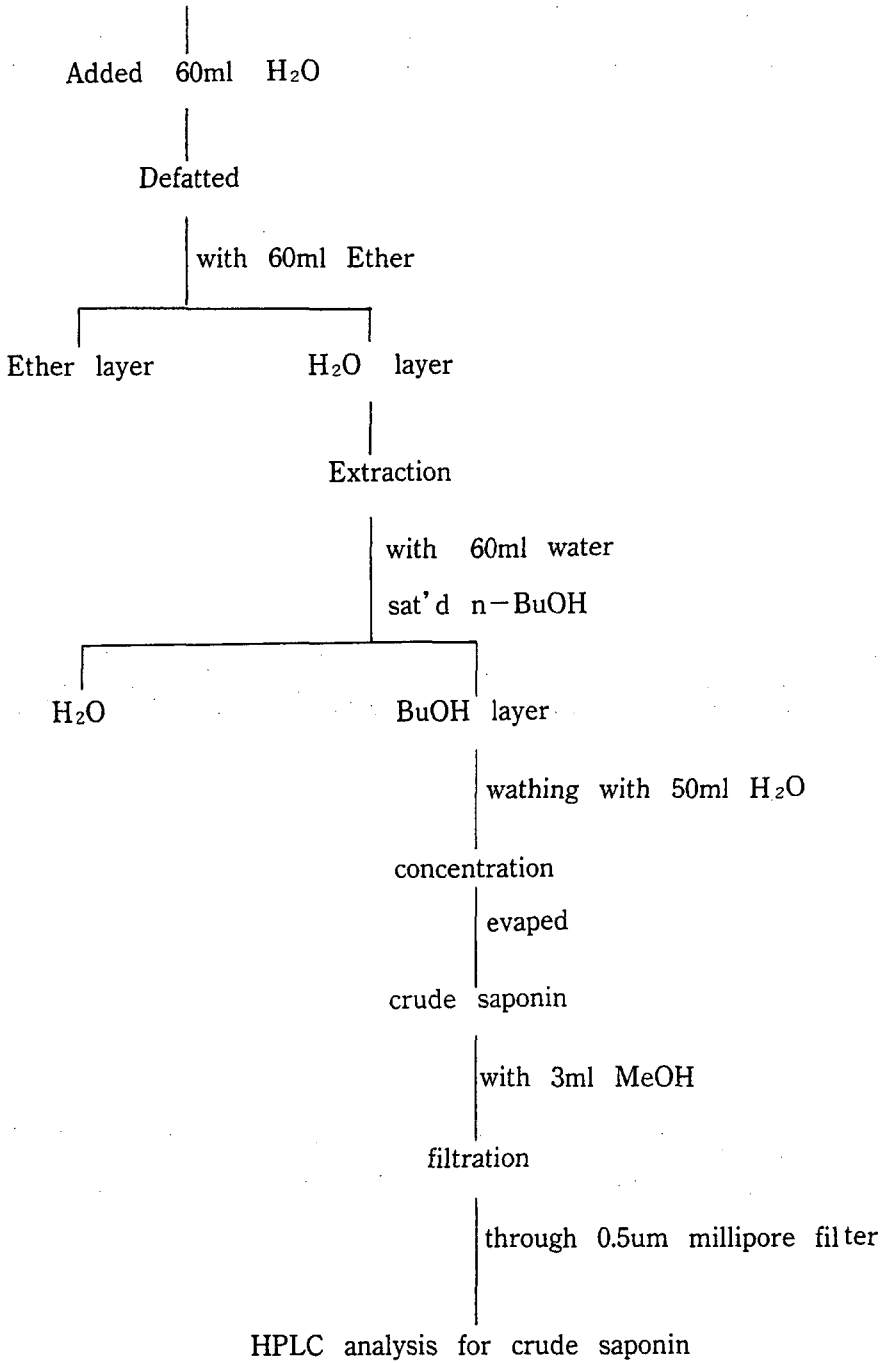 Added 60ml H₂O
Defatted
with 60ml Ether
Ether layer H₂O layer
Extraction
with 60ml water
sat'd n-BuOH
H₂O BuOH layer
wathing with 50ml H₂O
concentration
evaped
crude saponin
with 3ml MeOH
filtration
through 0.5um millipore filter
HPLC analysis for crude saponin